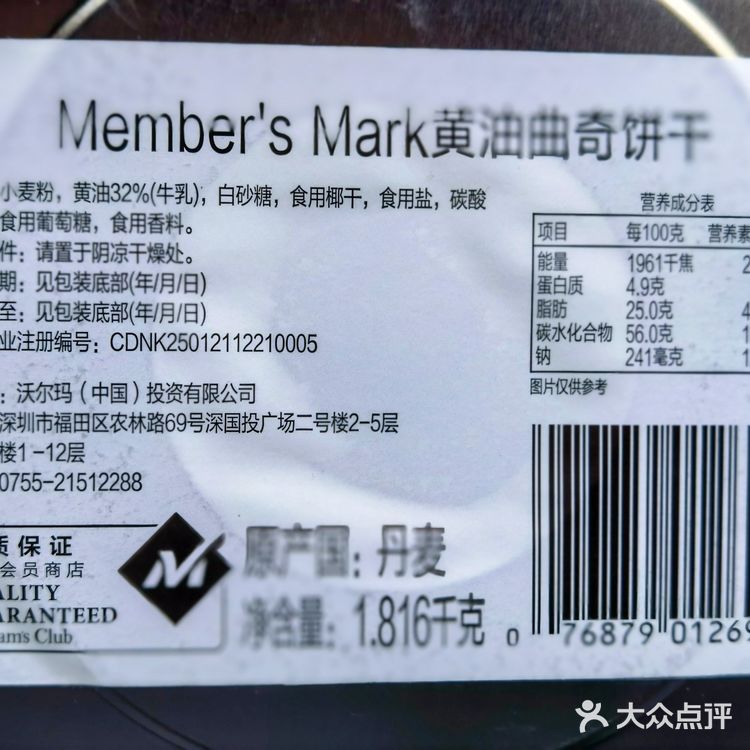 Member's Mark黄油曲奇饼干
小麦粉，黄油32%(牛乳)，白砂糖，食用椰干，食用盐，碳酸
食用葡萄糖，食用香料。
件：请置于阴凉干燥处。
期：见包装底部(年/月/日)
至：见包装底部(年/月/日)
业注册编号：CDNK25012112210005
：沃尔玛（中国）投资有限公司
深圳市福田区农林路69号深国投广场二号楼2-5层
楼1-12层
0755-21512288
营养成分表
项目 每100克 营养素
能量 1961千焦 2
蛋白质 4.9克
脂肪 25.0克 4
碳水化合物 56.0克 1
钠 241毫克 1
图片仅供参考
质保证
会员商店
ALITY
ARANTEED
am's Club
M
原产国：丹麦
净含量：1.816千克
0 76879 01269
大众点评